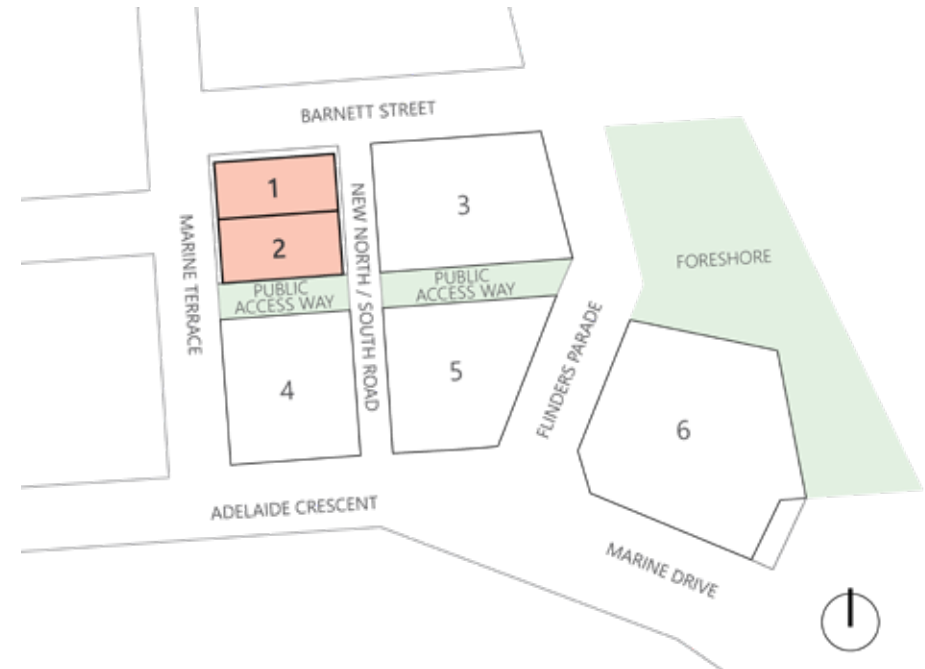 BARNETT STREET
1
2
3
MARINE TERRACE
NEW NORTH / SOUTH ROAD
FORESHORE
PUBLIC
ACCESS WAY
PUBLIC
ACCESS WAY
4
5
FLINDERS PARADE
6
ADELAIDE CRESCENT
MARINE DRIVE